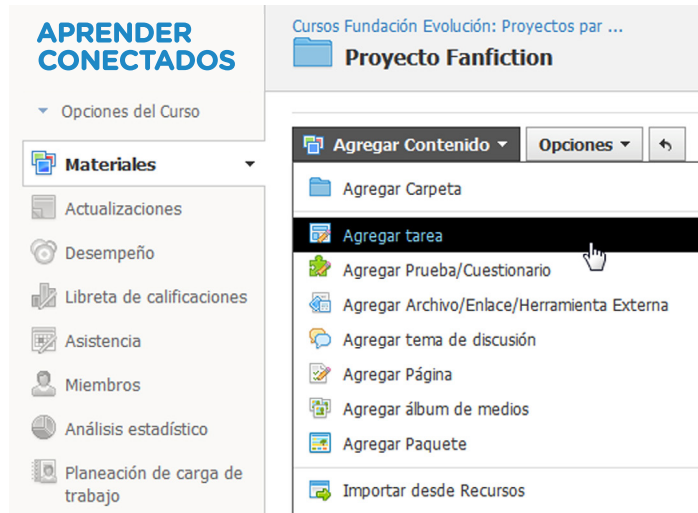 APRENDER
CONECTADOS
Opciones del Curso
Materiales
Actualizaciones
Desempeño
Libreta de calificaciones
Asistencia
Miembros
Análisis estadístico
Planeación de carga de
trabajo
Cursos Fundación Evolución: Proyectos par ...
Proyecto Fanfiction
Agregar Contenido
Opciones
Agregar Carpeta
Agregar tarea
Agregar Prueba/Cuestionario
Agregar Archivo/Enlace/Herramienta Externa
Agregar tema de discusión
Agregar Página
Agregar álbum de medios
Agregar Paquete
Importar desde Recursos